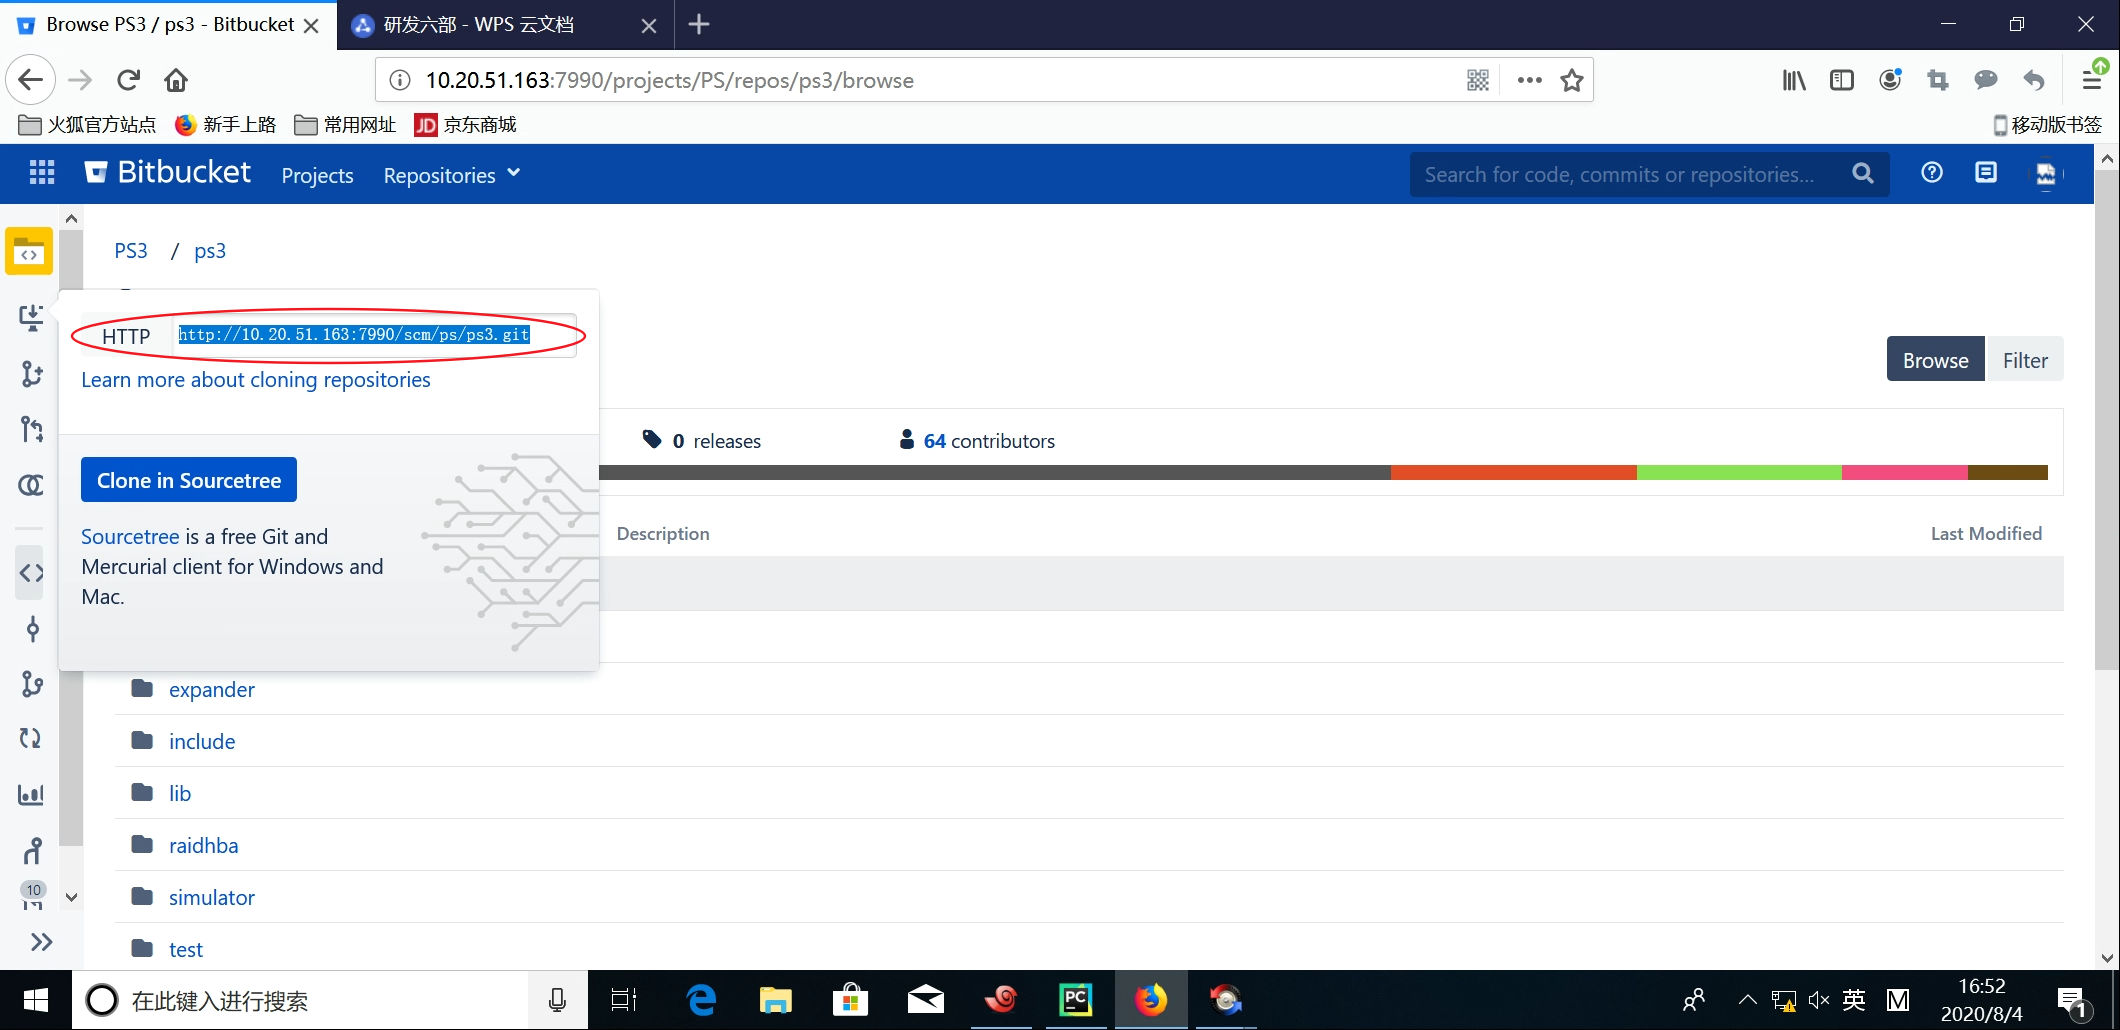 Browse PS3 / ps3 - Bitbucket
研发六部 - WPS 云文档
10.20.51.163:7990/projects/PS/repos/ps3/browse
火狐官方站点
新手上路
常用网址
JD 京东商城
移动版书签
Bitbucket
Projects
Repositories
Search for code, commits or repositories...
PS3 / ps3
HTTP
http://10.20.51.163:7990/scm/ps/ps3.git
Learn more about cloning repositories
Browse
Filter
0 releases
64 contributors
Clone in Sourcetree
Sourcetree is a free Git and
Mercurial client for Windows and
Mac.
Description
Last Modified
expander
include
lib
raidhba
simulator
test
10
在此键入进行搜索
PC
英
M
16:52
2020/8/4
1